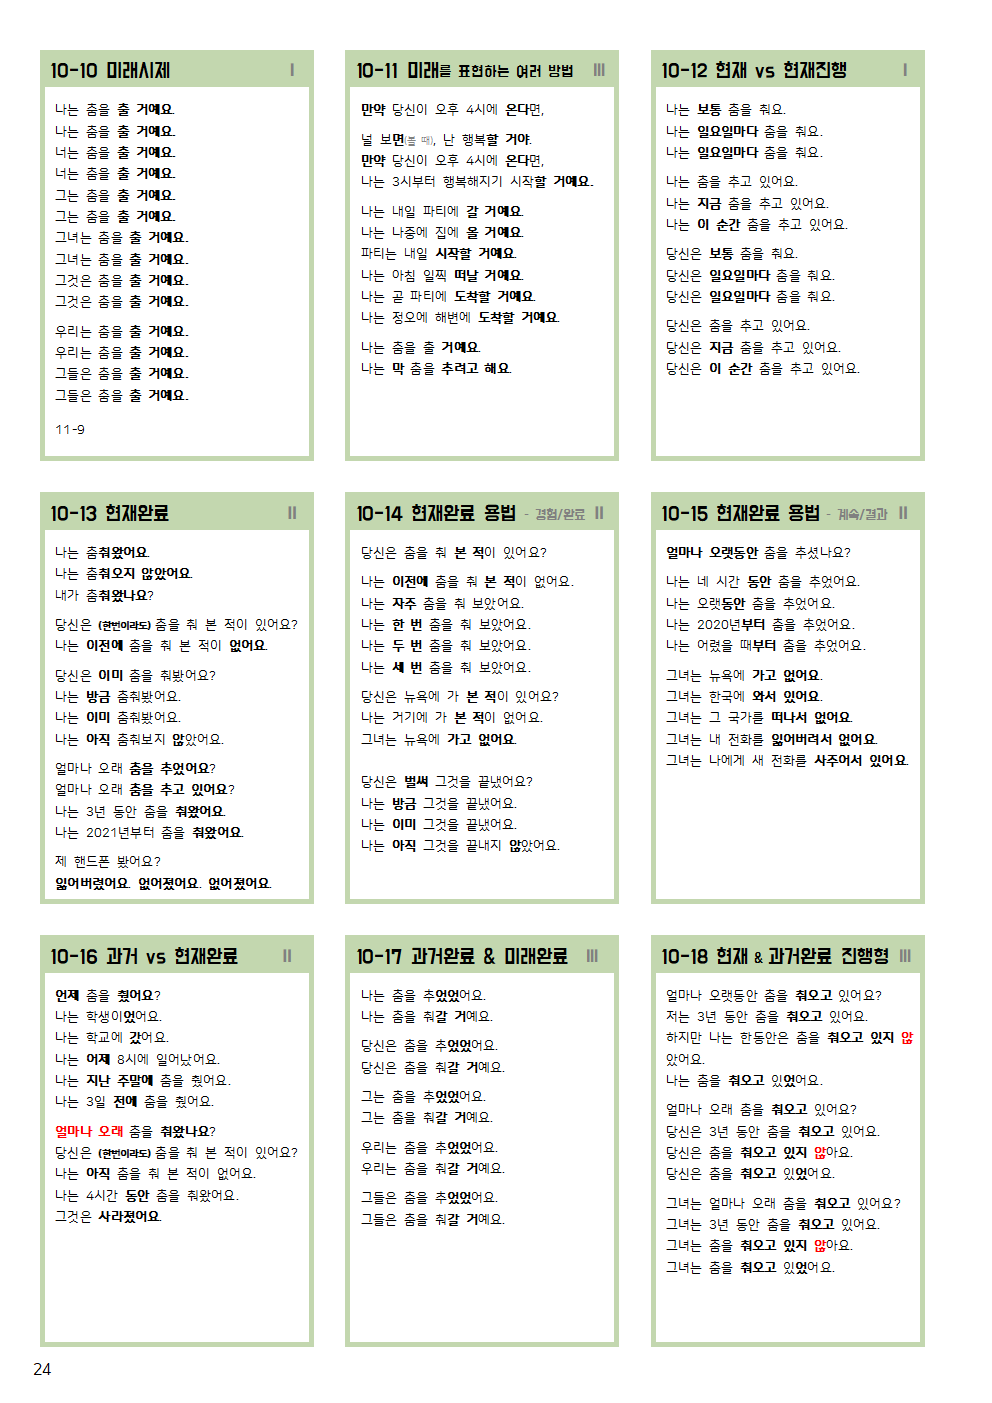 10-10 미래시제 I
나는 춤을 출 거예요.
나는 춤을 출 거예요.
너는 춤을 출 거예요.
너는 춤을 출 거예요.
그는 춤을 출 거예요.
그는 춤을 출 거예요.
그녀는 춤을 출 거예요.
그녀는 춤을 출 거예요.
그것은 춤을 출 거예요.
그것은 춤을 출 거예요.
우리는 춤을 출 거예요.
우리는 춤을 출 거예요.
그들은 춤을 출 거예요.
그들은 춤을 출 거예요.
11-9
10-11 미래를 표현하는 여러 방법 III
만약 당신이 오후 4시에 온다면,
널 보면(볼 때), 난 행복할 거야.
만약 당신이 오후 4시에 온다면,
나는 3시부터 행복해지기 시작할 거예요.
나는 내일 파티에 갈 거예요.
나는 나중에 집에 올 거예요.
파티는 내일 시작할 거예요.
나는 아침 일찍 떠날 거예요.
나는 곧 파티에 도착할 거예요.
나는 정오에 해변에 도착할 거예요.
나는 춤을 출 거예요.
나는 막 춤을 추려고 해요.
10-12 현재 vs 현재진행 I
나는 보통 춤을 춰요.
나는 일요일마다 춤을 춰요.
나는 일요일마다 춤을 춰요.
나는 춤을 추고 있어요.
나는 지금 춤을 추고 있어요.
나는 이 순간 춤을 추고 있어요.
당신은 보통 춤을 춰요.
당신은 일요일마다 춤을 춰요.
당신은 일요일마다 춤을 춰요.
당신은 춤을 추고 있어요.
당신은 지금 춤을 추고 있어요.
당신은 이 순간 춤을 추고 있어요.
10-13 현재완료 II
나는 춤춰왔어요.
나는 춤춰오지 않았어요.
내가 춤춰왔나요?
당신은 (한번이라도) 춤을 춰 본 적이 있어요?
나는 이전에 춤을 춰 본 적이 없어요.
당신은 이미 춤을 춰봤어요?
나는 방금 춤춰봤어요.
나는 이미 춤춰봤어요.
나는 아직 춤춰보지 않았어요.
얼마나 오래 춤을 추었어요?
얼마나 오래 춤을 추고 있어요?
나는 3년 동안 춤을 춰왔어요.
나는 2021년부터 춤을 춰왔어요.
제 핸드폰 봤어요?
잃어버렸어요. 없어졌어요. 없어졌어요.
10-14 현재완료 용법 - 경험/완료 II
당신은 춤을 춰 본 적이 있어요?
나는 이전에 춤을 춰 본 적이 없어요.
나는 자주 춤을 춰 보았어요.
나는 한 번 춤을 춰 보았어요.
나는 두 번 춤을 춰 보았어요.
나는 세 번 춤을 춰 보았어요.
당신은 뉴욕에 가 본 적이 있어요?
나는 거기에 가 본 적이 없어요.
그녀는 뉴욕에 가고 없어요.
당신은 벌써 그것을 끝냈어요?
나는 방금 그것을 끝냈어요.
나는 이미 그것을 끝냈어요.
나는 아직 그것을 끝내지 않았어요.
10-15 현재완료 용법 - 계속/결과 II
얼마나 오랫동안 춤을 추셨나요?
나는 네 시간 동안 춤을 추었어요.
나는 오랫동안 춤을 추었어요.
나는 2020년부터 춤을 추었어요.
나는 어렸을 때부터 춤을 추었어요.
그녀는 뉴욕에 가고 없어요.
그녀는 한국에 와서 있어요.
그녀는 그 국가를 떠나서 없어요.
그녀는 내 전화를 잃어버려서 없어요.
그녀는 나에게 새 전화를 사주어서 있어요.
10-16 과거 vs 현재완료 II
언제 춤을 췄어요?
나는 학생이었어요.
나는 학교에 갔어요.
나는 어제 8시에 일어났어요.
나는 지난 주말에 춤을 췄어요.
나는 3일 전에 춤을 췄어요.
얼마나 오래 춤을 춰왔나요?
당신은 (한번이라도) 춤을 춰 본 적이 있어요?
나는 아직 춤을 춰 본 적이 없어요.
나는 4시간 동안 춤을 춰왔어요.
그것은 사라졌어요.
10-17 과거완료 & 미래완료 III
나는 춤을 추었었어요.
나는 춤을 춰갈 거예요.
당신은 춤을 추었었어요.
당신은 춤을 춰갈 거예요.
그는 춤을 추었었어요.
그는 춤을 춰갈 거예요.
우리는 춤을 추었었어요.
우리는 춤을 춰갈 거예요.
그들은 춤을 추었었어요.
그들은 춤을 춰갈 거예요.
10-18 현재 & 과거완료 진행형 III
얼마나 오랫동안 춤을 춰오고 있어요?
저는 3년 동안 춤을 춰오고 있어요.
하지만 나는 한동안은 춤을 춰오고 있지 않
았어요.
나는 춤을 춰오고 있었어요.
얼마나 오래 춤을 춰오고 있어요?
당신은 3년 동안 춤을 춰오고 있어요.
당신은 춤을 춰오고 있지 않아요.
당신은 춤을 춰오고 있었어요.
그녀는 얼마나 오래 춤을 춰오고 있어요?
그녀는 3년 동안 춤을 춰오고 있어요.
그녀는 춤을 춰오고 있지 않아요.
그녀는 춤을 춰오고 있었어요.
24